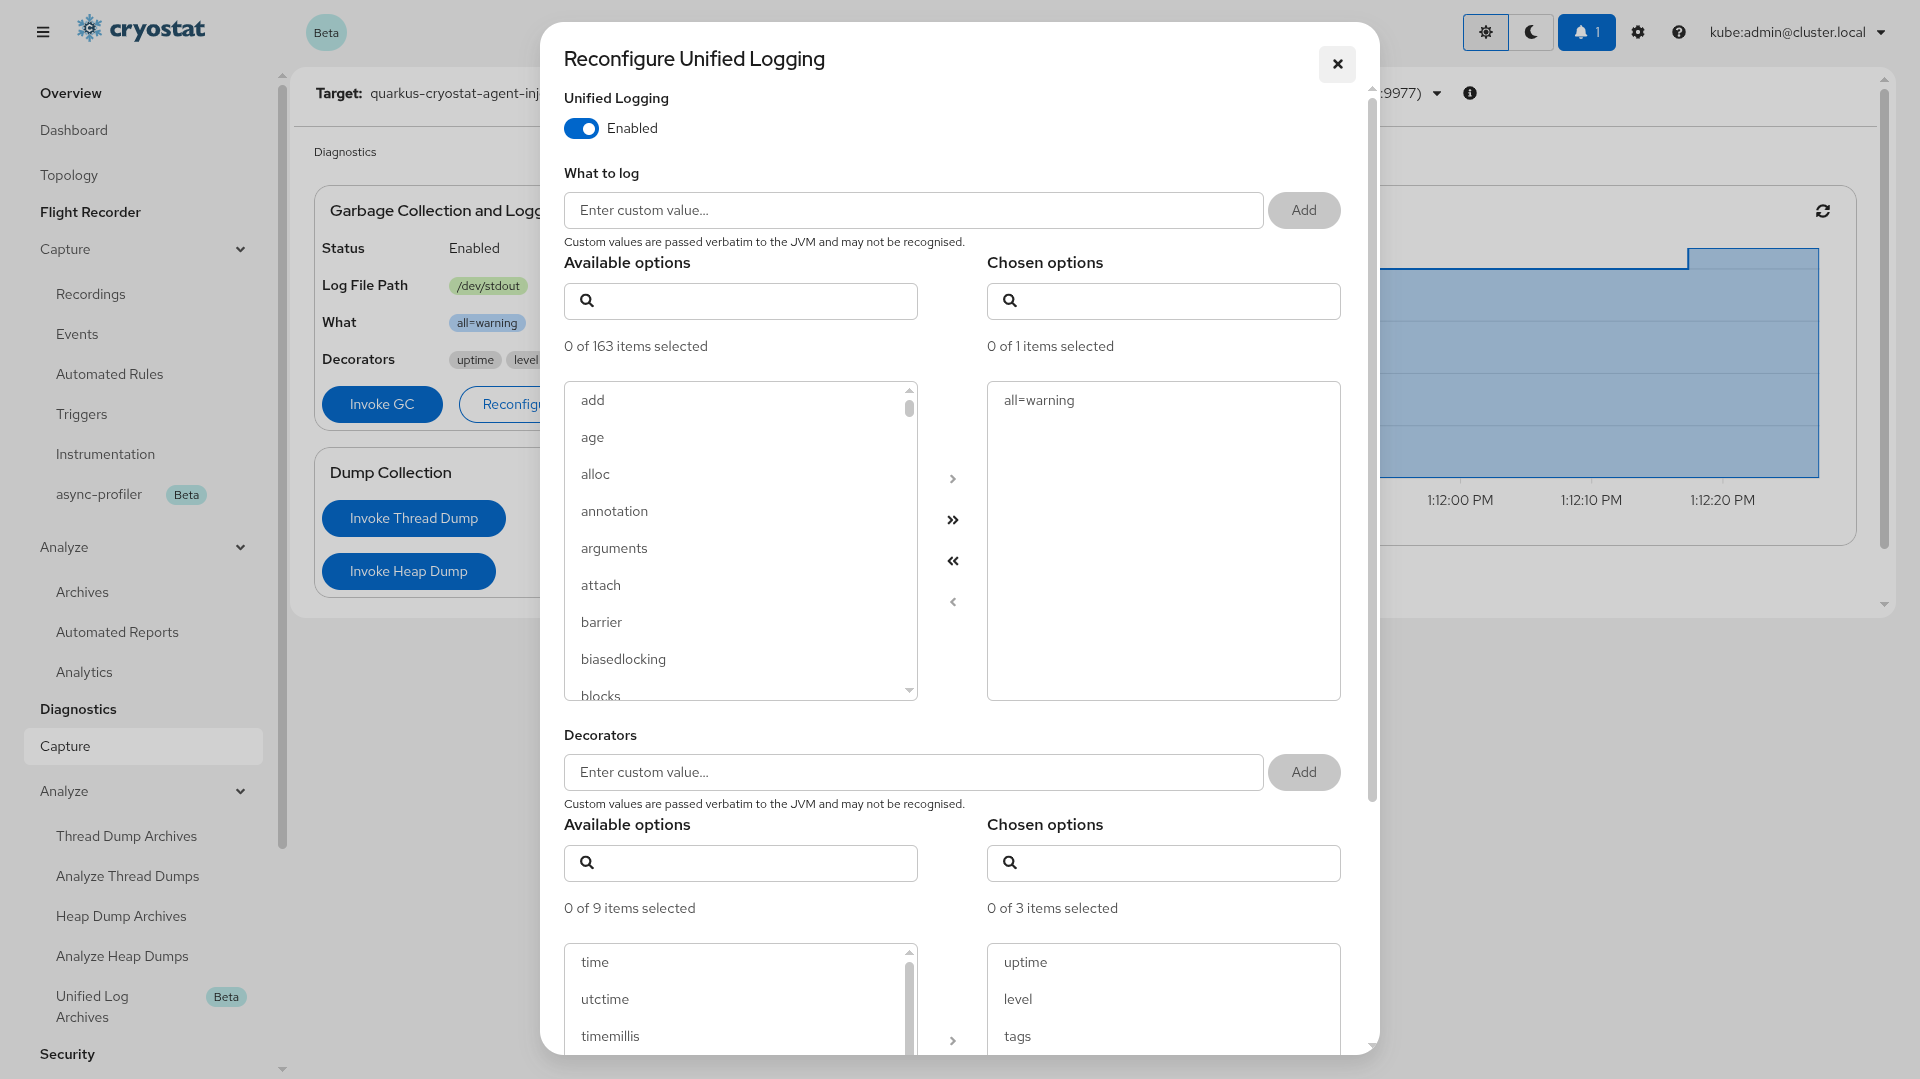 cryostat
Beta
1
kube:admin@cluster.local
Overview
Dashboard
Topology
Flight Recorder
Capture
Recordings
Events
Automated Rules
Triggers
Instrumentation
async-profiler
Beta
Analyze
Archives
Automated Reports
Analytics
Diagnostics
Capture
Analyze
Thread Dump Archives
Analyze Thread Dumps
Heap Dump Archives
Analyze Heap Dumps
Unified Log Archives
Beta
Security
Target: quarkus-cryostat-agent-inj
:9977)
Diagnostics
Garbage Collection and Logg
Status Enabled
Log File Path /dev/stdout
What all=warning
Decorators uptime level
Invoke GC
Reconfigu
Dump Collection
Invoke Thread Dump
Invoke Heap Dump
1:12:00 PM 1:12:10 PM 1:12:20 PM
Reconfigure Unified Logging
Unified Logging
Enabled
What to log
Enter custom value...
Add
Custom values are passed verbatim to the JVM and may not be recognised.
Available options
0 of 163 items selected
add
age
alloc
annotation
arguments
attach
barrier
biasedlocking
blocks
Chosen options
0 of 1 items selected
all=warning
Decorators
Enter custom value...
Add
Custom values are passed verbatim to the JVM and may not be recognised.
Available options
0 of 9 items selected
time
utctime
timemillis
Chosen options
0 of 3 items selected
uptime
level
tags